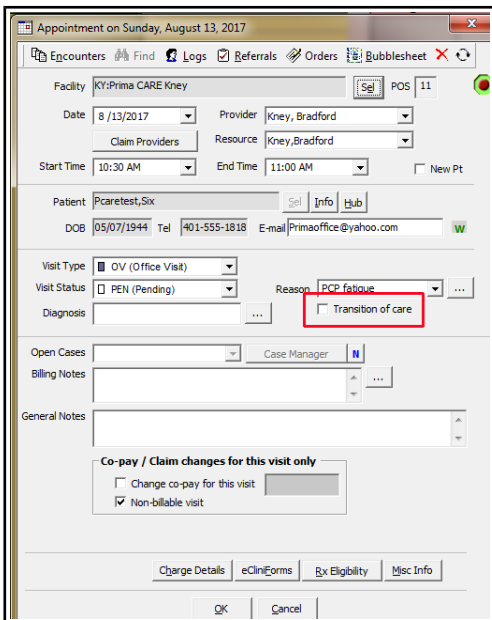 Appointment on Sunday, August 13, 2017
Encounters Find Logs Referrals Orders Bubblesheet
Facility KY:Prima CARE Kney Sel POS 11
Date 8 /13/2017 Provider Kney, Bradford
Claim Providers Resource Kney,Bradford
Start Time 10:30 AM End Time 11:00 AM New Pt
Patient Pcaretest,Six Sel Info Hub
DOB 05/07/1944 Tel 401-555-1818 E-mail Primaoffice@yahoo.com W
Visit Type OV (Office Visit)
Visit Status PEN (Pending) Reason PCP fatigue ...
Diagnosis ... Transition of care
Open Cases Case Manager N
Billing Notes ...
General Notes
Co-pay / Claim changes for this visit only
Change co-pay for this visit
Non-billable visit
Charge Details eCliniForms Rx Eligibility Misc Info
OK Cancel